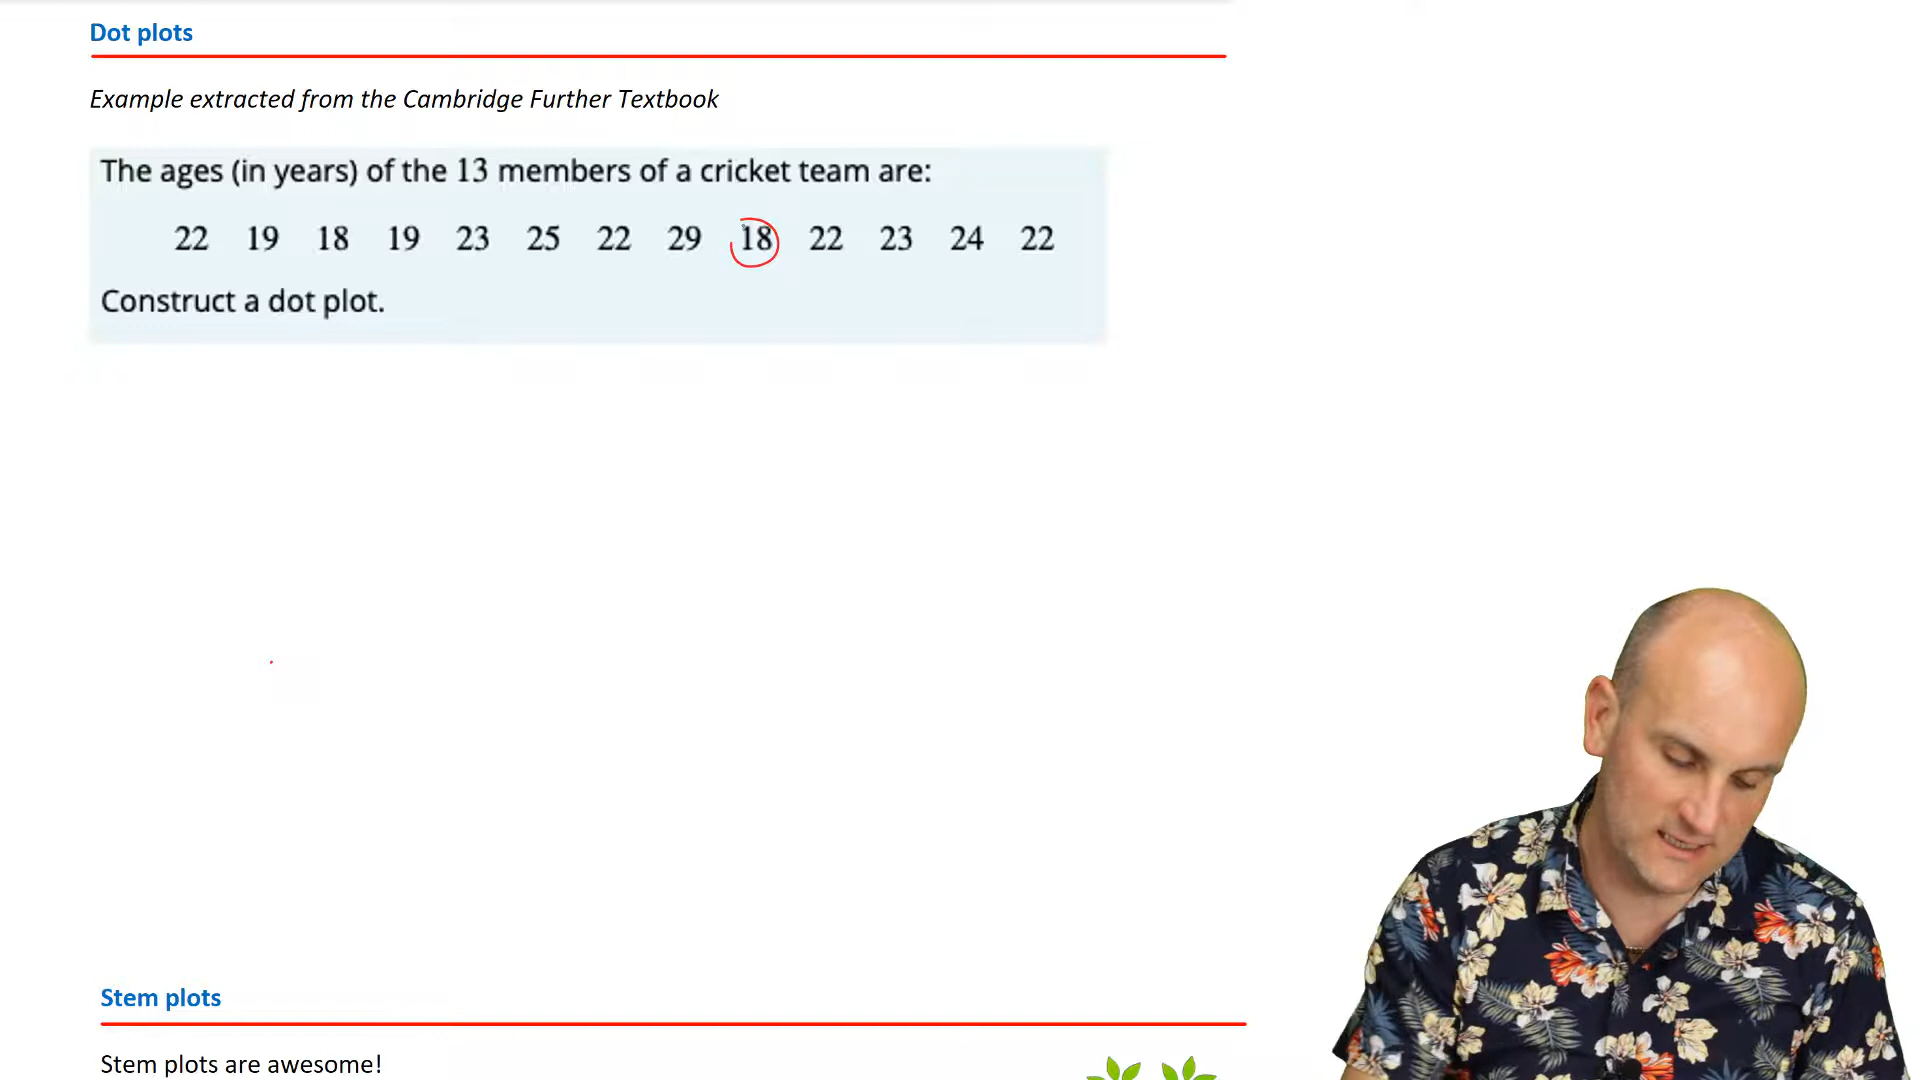 Dot plots
Example extracted from the Cambridge Further Textbook
The ages (in years) of the 13 members of a cricket team are:
22 19 18 19 23 25 22 29 18 22 23 24 22
Construct a dot plot.
Stem plots
Stem plots are awesome!